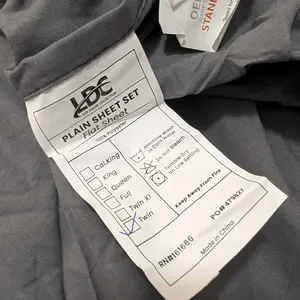 LDC
PLAIN SHEET SET
Flat Sheet
100% Polyester
Cal.King
King
Queen
Full
Twin Xl
Twin
Machine Wash
in Cold Water
Do Not Bleach
Tumble Dry
on Low Setting
Keep Away From Fire
RN#161686
PO#
Made in China
OE
STAN